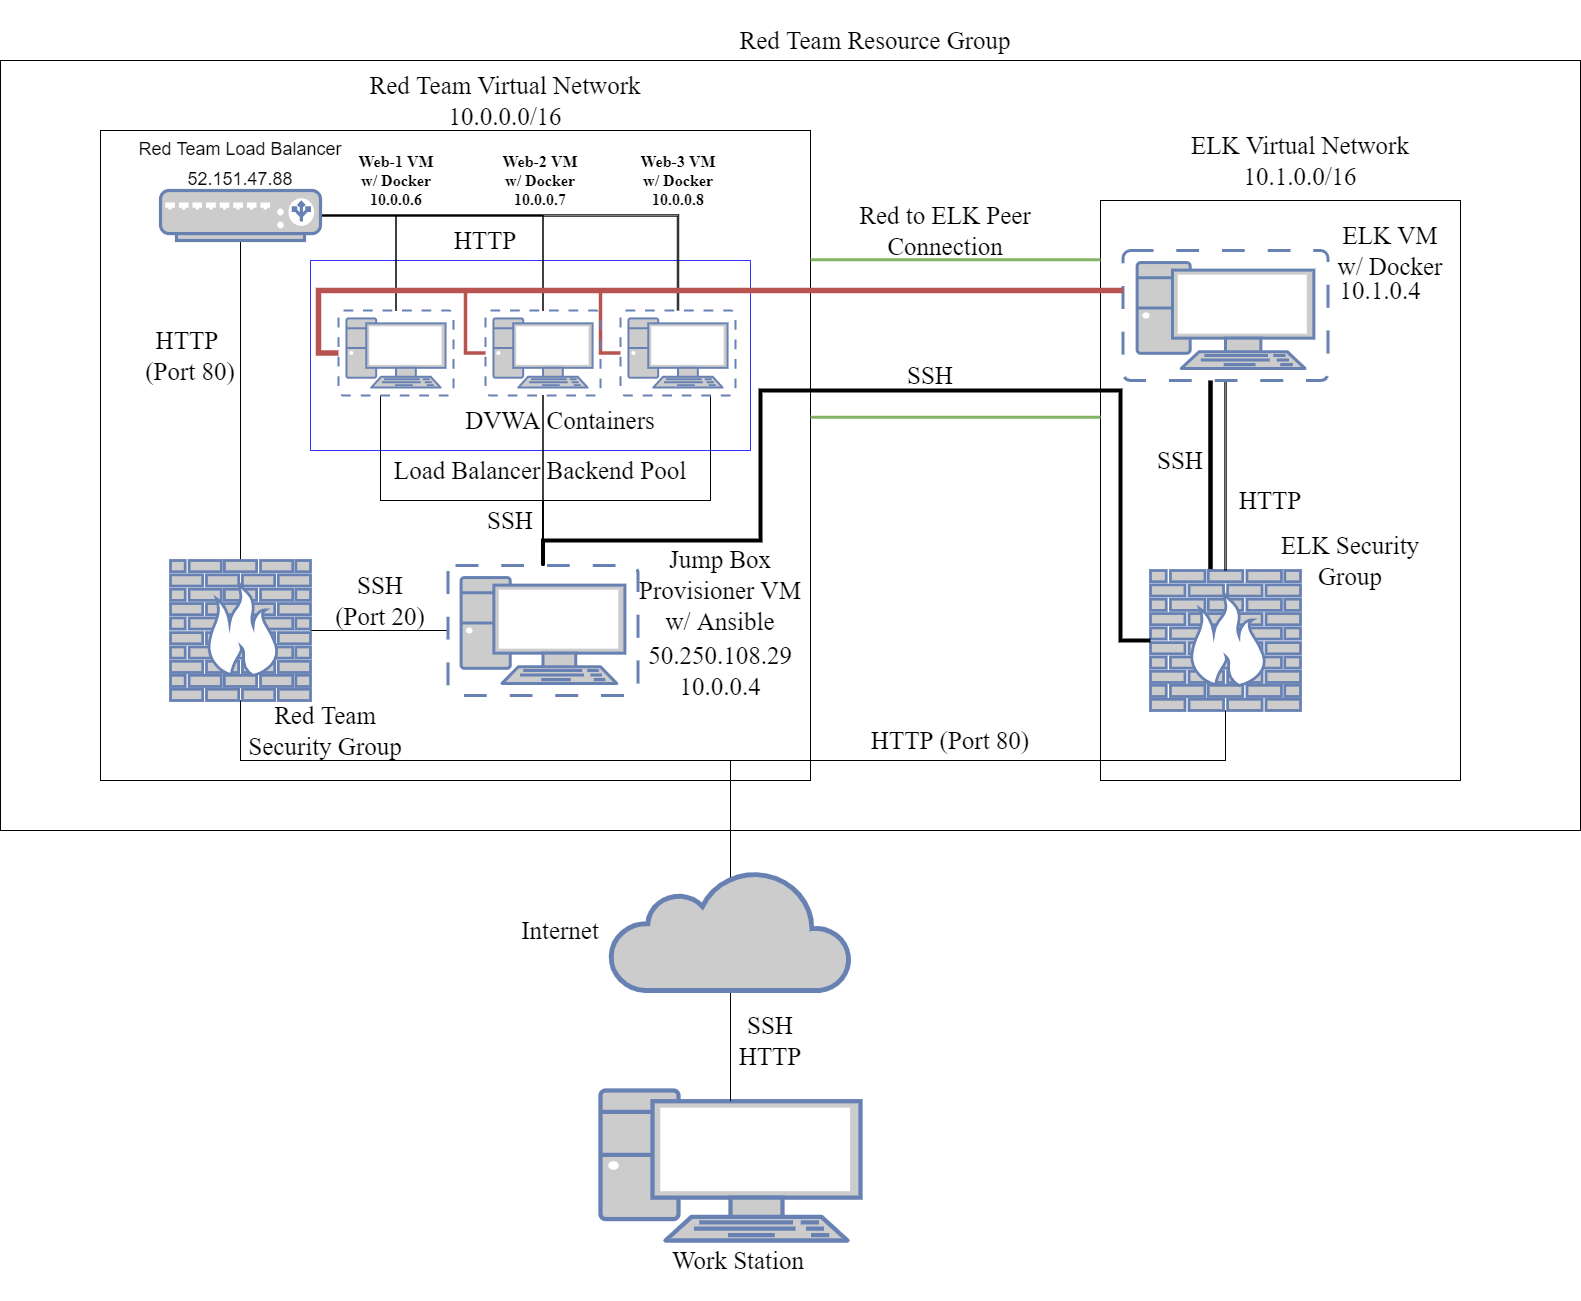 Red Team Resource Group
Red Team Virtual Network
10.0.0.0/16
Red Team Load Balancer
52.151.47.88
Web-1 VM
w/ Docker
10.0.0.6
Web-2 VM
w/ Docker
10.0.0.7
Web-3 VM
w/ Docker
10.0.0.8
HTTP
HTTP
(Port 80)
DVWA Containers
Load Balancer Backend Pool
SSH
SSH
(Port 20)
Jump Box
Provisioner VM
w/ Ansible
50.250.108.29
10.0.0.4
Red Team
Security Group
Red to ELK Peer
Connection
SSH
ELK Virtual Network
10.1.0.0/16
ELK VM
w/ Docker
10.1.0.4
SSH
HTTP
ELK Security
Group
HTTP (Port 80)
Internet
SSH
HTTP
Work Station